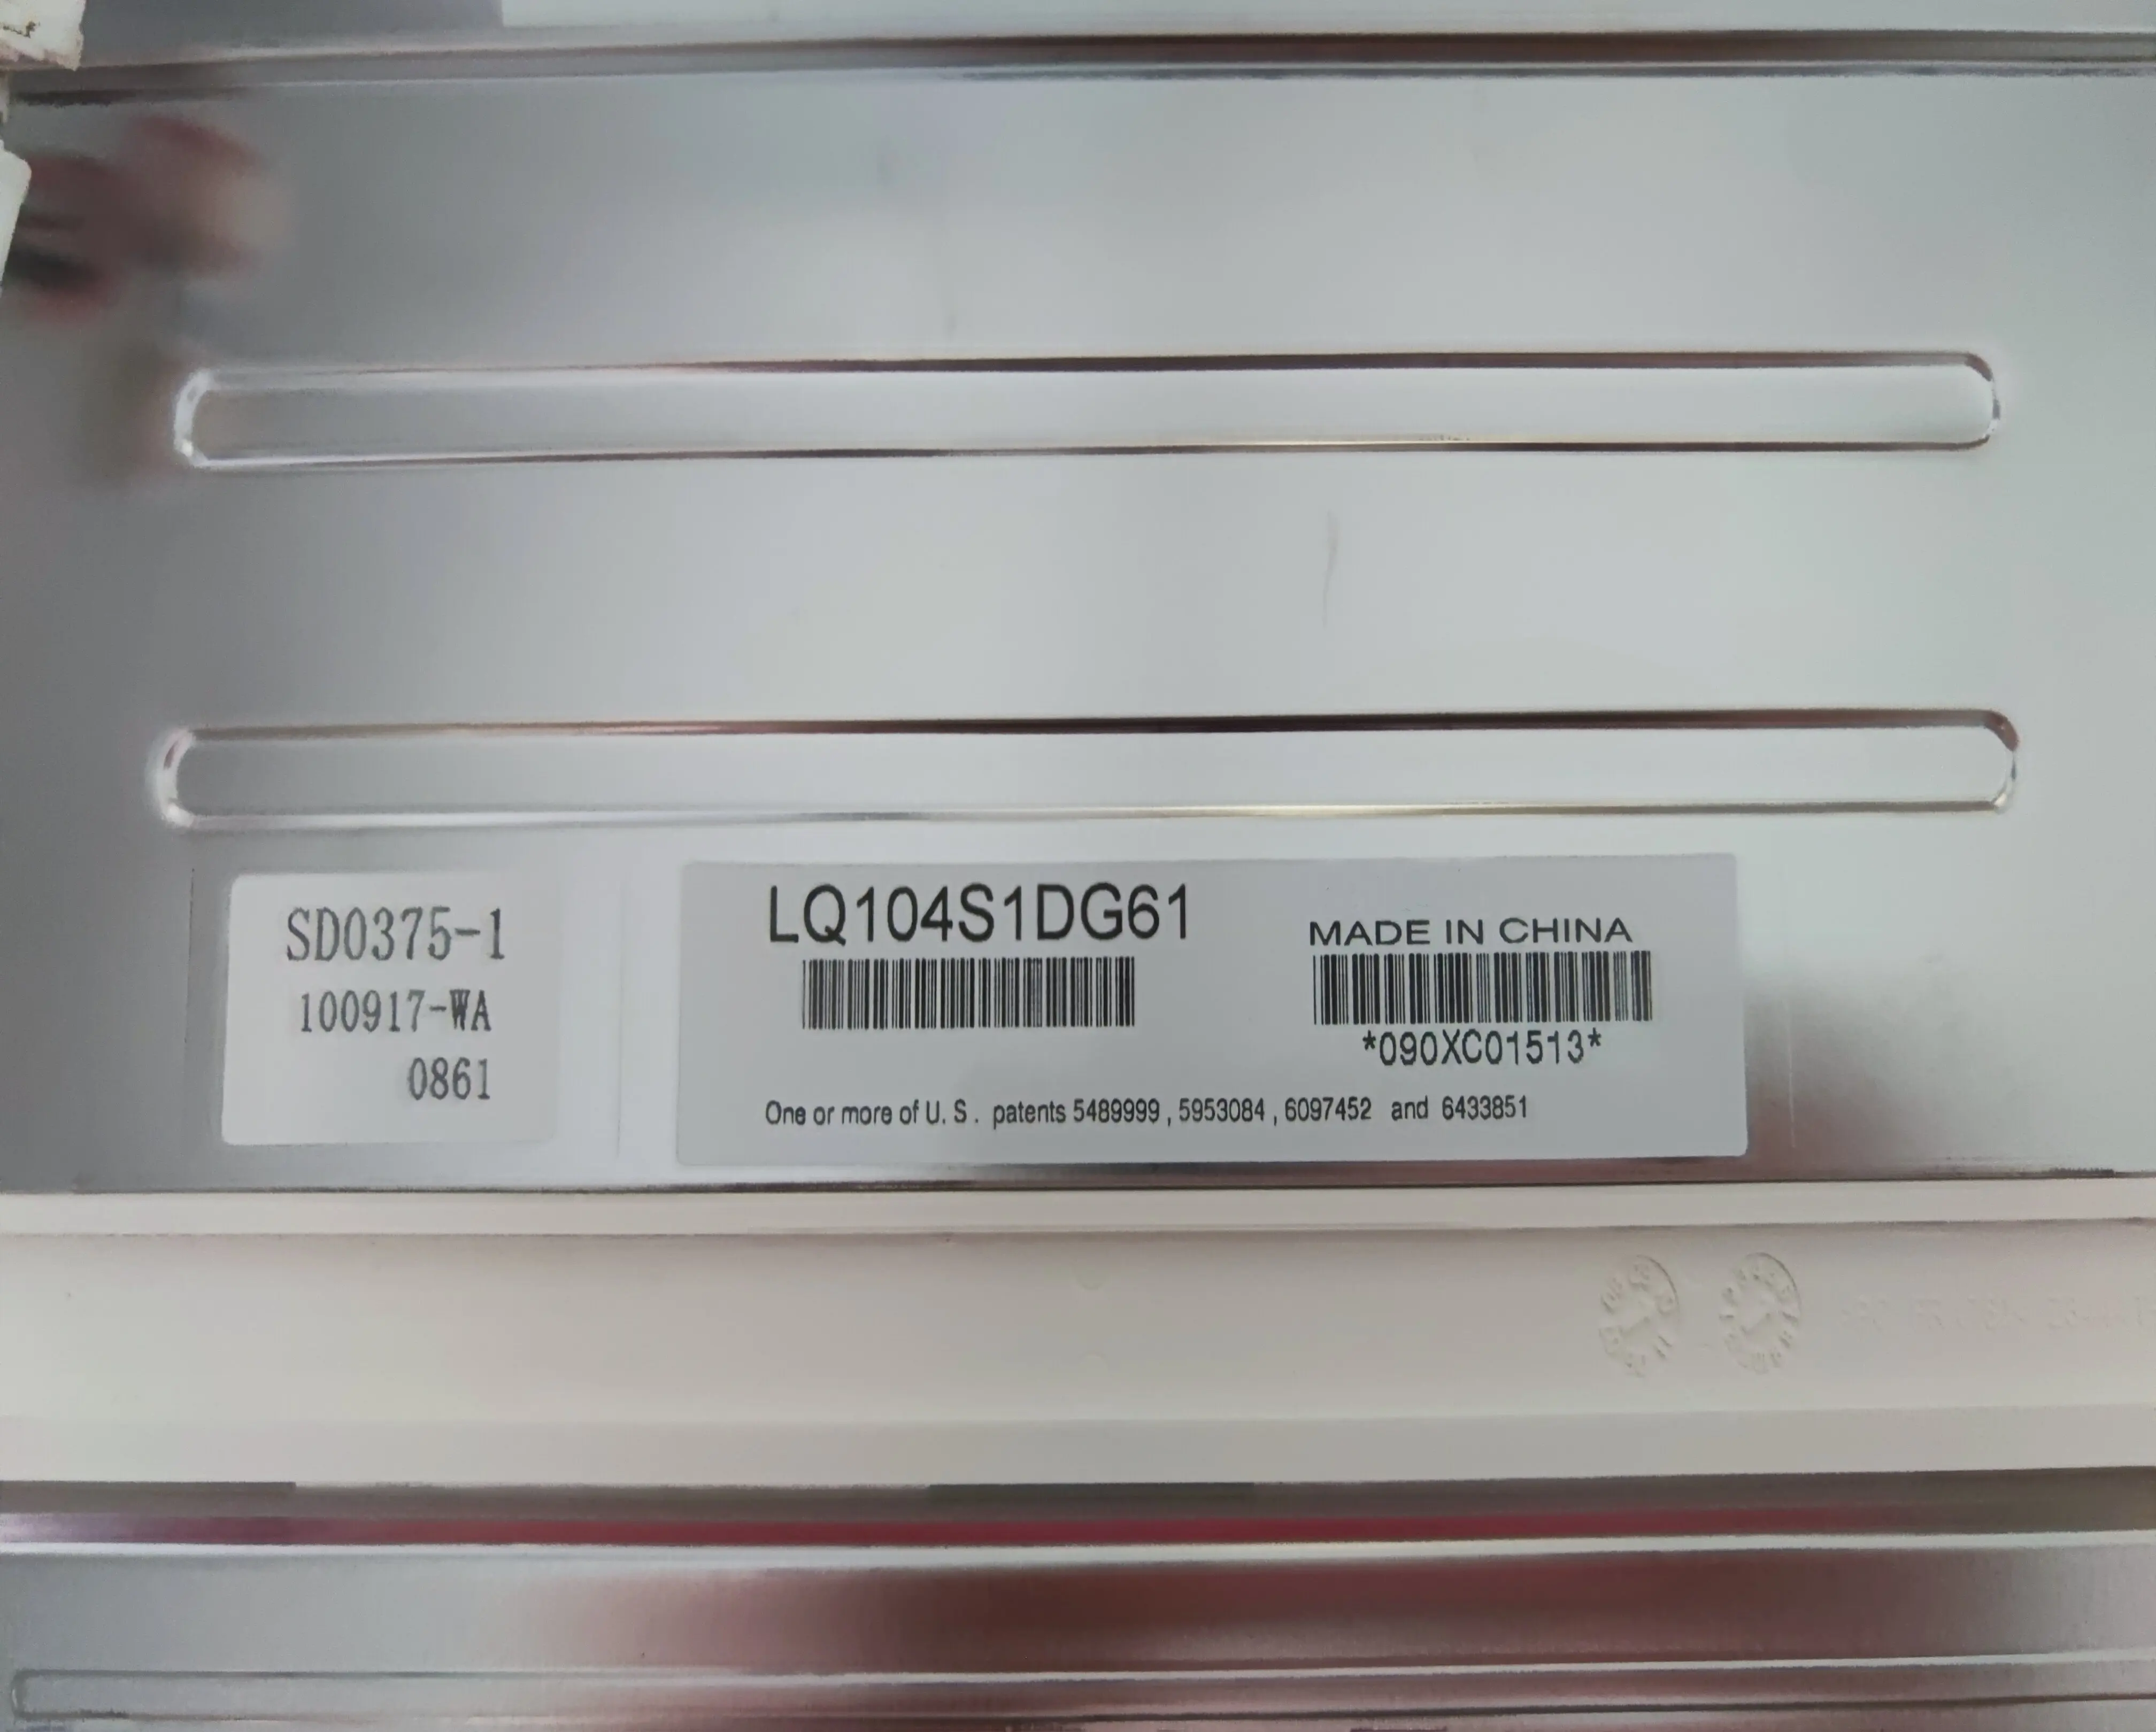 SD0375-1
100917-WA
0861
LQ104S1DG61
MADE IN CHINA
*090XC01513*
One or more of U. S. patents 5489999 , 5953084 , 6097452 and 6433851